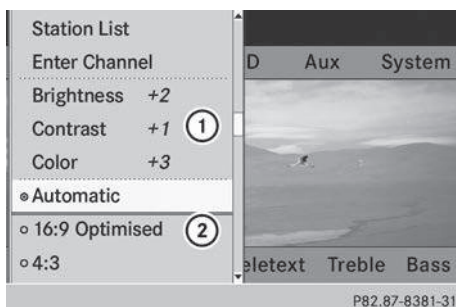 Station List
Enter Channel
Brightness +2
Contrast +1
Color +3
1
Automatic
16:9 Optimised
2
4:3
D Aux System
eletext Treble Bass
P82.87-8381-31